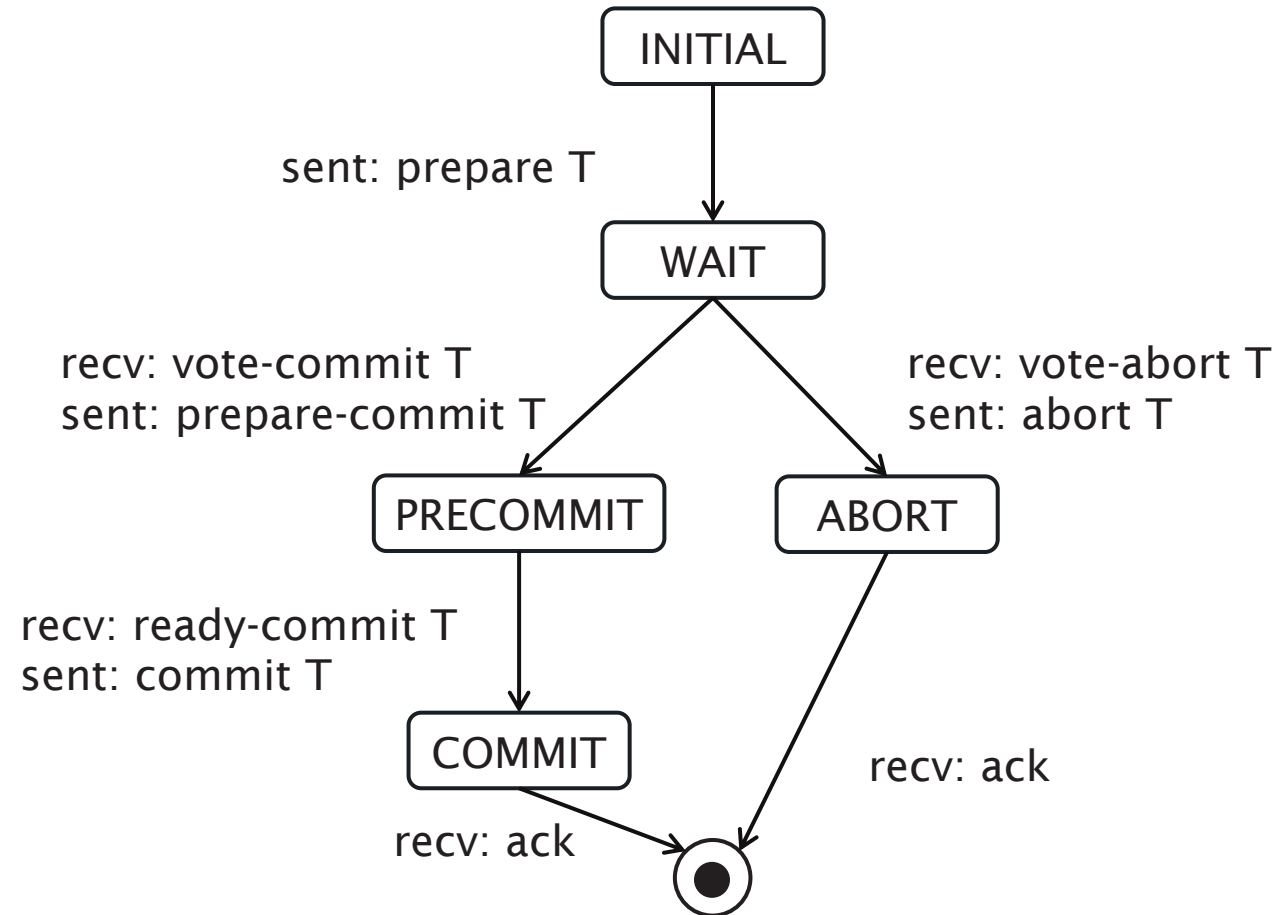 INITIAL
sent: prepare T
WAIT
recv: vote-commit T
sent: prepare-commit T
recv: vote-abort T
sent: abort T
PRECOMMIT
ABORT
recv: ready-commit T
sent: commit T
COMMIT
recv: ack
recv: ack